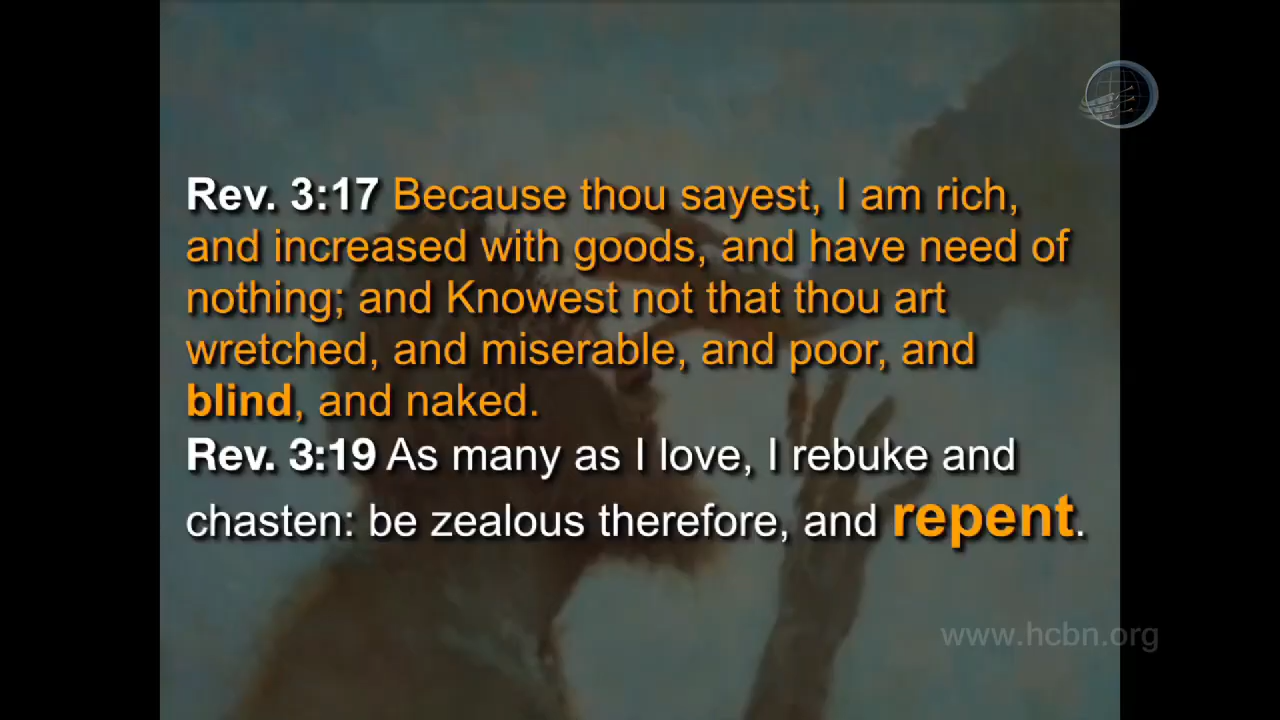 Rev. 3:17 Because thou sayest, I am rich,
and increased with goods, and have need of
nothing; and Knowest not that thou art
wretched, and miserable, and poor, and
blind, and naked.
Rev. 3:19 As many as I love, I rebuke and
chasten: be zealous therefore, and repent.
www.hcbn.org